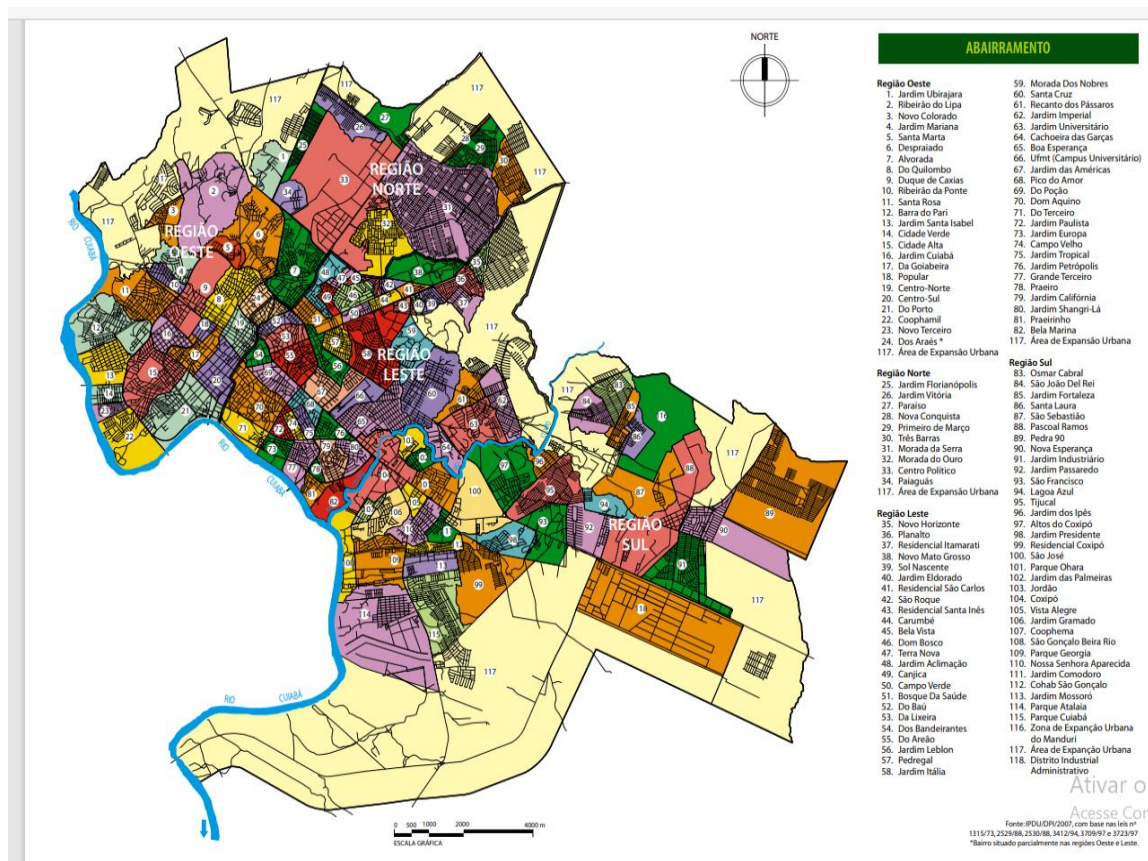 NORTE
ABAIRRAMENTO
Região Oeste
1. Jardim Ubirajara
2. Ribeirão do Lipa
3. Novo Colorado
4. Jardim Mariana
5. Santa Marta
6. Despraiado
7. Alvorada
8. Do Quilombo
9. Duque de Caxias
10. Ribeirão da Ponte
11. Santa Rosa
12. Barra do Pari
13. Jardim Santa Isabel
14. Cidade Verde
15. Cidade Alta
16. Jardim Cuiabá
17. Da Goiabeira
18. Popular
19. Centro-Norte
20. Centro-Sul
21. Do Porto
22. Coophamil
23. Novo Terceiro
24. Dos Araés *
117. Área de Expansão Urbana
Região Norte
25. Jardim Florianópolis
26. Jardim Vitória
27. Paraíso
28. Nova Conquista
29. Primeiro de Março
30. Três Barras
31. Morada da Serra
32. Morada do Ouro
33. Centro Político
34. Paiaguás
117. Área de Expansão Urbana
Região Leste
35. Novo Horizonte
36. Planalto
37. Residencial Itamarati
38. Novo Mato Grosso
39. Sol Nascente
40. Jardim Eldorado
41. Residencial São Carlos
42. São Roque
43. Residencial Santa Inês
44. Carumbé
45. Bela Vista
46. Dom Bosco
47. Terra Nova
48. Jardim Aclimação
49. Canjica
50. Campo Verde
51. Bosque Da Saúde
52. Do Baú
53. Da Lixeira
54. Dos Bandeirantes
55. Do Areão
56. Jardim Leblon
57. Pedregal
58. Jardim Itália
59. Morada Dos Nobres
60. Santa Cruz
61. Recanto dos Pássaros
62. Jardim Imperial
63. Jardim Universitário
64. Cachoeira das Garças
65. Boa Esperança
66. Ufmt (Campus Universitário)
67. Jardim das Américas
68. Pico do Amor
69. Do Poção
70. Dom Aquino
71. Do Terceiro
72. Jardim Paulista
73. Jardim Europa
74. Campo Velho
75. Jardim Tropical
76. Jardim Petrópolis
77. Grande Terceiro
78. Praeiro
79. Jardim Califórnia
80. Jardim Shangri-Lá
81. Praeirinho
82. Bela Marina
117. Área de Expansão Urbana
Região Sul
83. Osmar Cabral
84. São João Del Rei
85. Jardim Fortaleza
86. Santa Laura
87. São Sebastião
88. Pascoal Ramos
89. Pedra 90
90. Nova Esperança
91. Jardim Industriário
92. Jardim Passaredo
93. São Francisco
94. Lagoa Azul
95. Tijucal
96. Jardim dos Ipês
97. Altos do Coxipó
98. Jardim Presidente
99. Residencial Coxipó
100. São José
101. Parque Ohara
102. Jardim das Palmeiras
103. Jordão
104. Coxipó
105. Vista Alegre
106. Jardim Gramado
107. Coophema
108. São Gonçalo Beira Rio
109. Parque Georgia
110. Nossa Senhora Aparecida
111. Jardim Comodoro
112. Cohab São Gonçalo
113. Jardim Mossoró
114. Parque Atalaia
115. Parque Cuiabá
116. Zona de Expanção Urbana
do Manduri
117. Área de Expanção Urbana
118. Distrito Industrial
Administrativo
REGIÃO
NORTE
REGIÃO
OESTE
REGIÃO
LESTE
REGIÃO
SUL
RIO
CUIABÁ
RIO
CUIABÁ
RIO
CUIABÁ
0 500 1000 2000 4000 m
ESCALA GRÁFICA
Ativar o
Acesse Con
Fonte: IPDU/DPI/2007, com base nas leis nº
1315/73, 2529/88, 2530/88, 3412/94, 3709/97 e 3723/97
*Bairro situado parcialmente nas regiões Oeste e Leste.